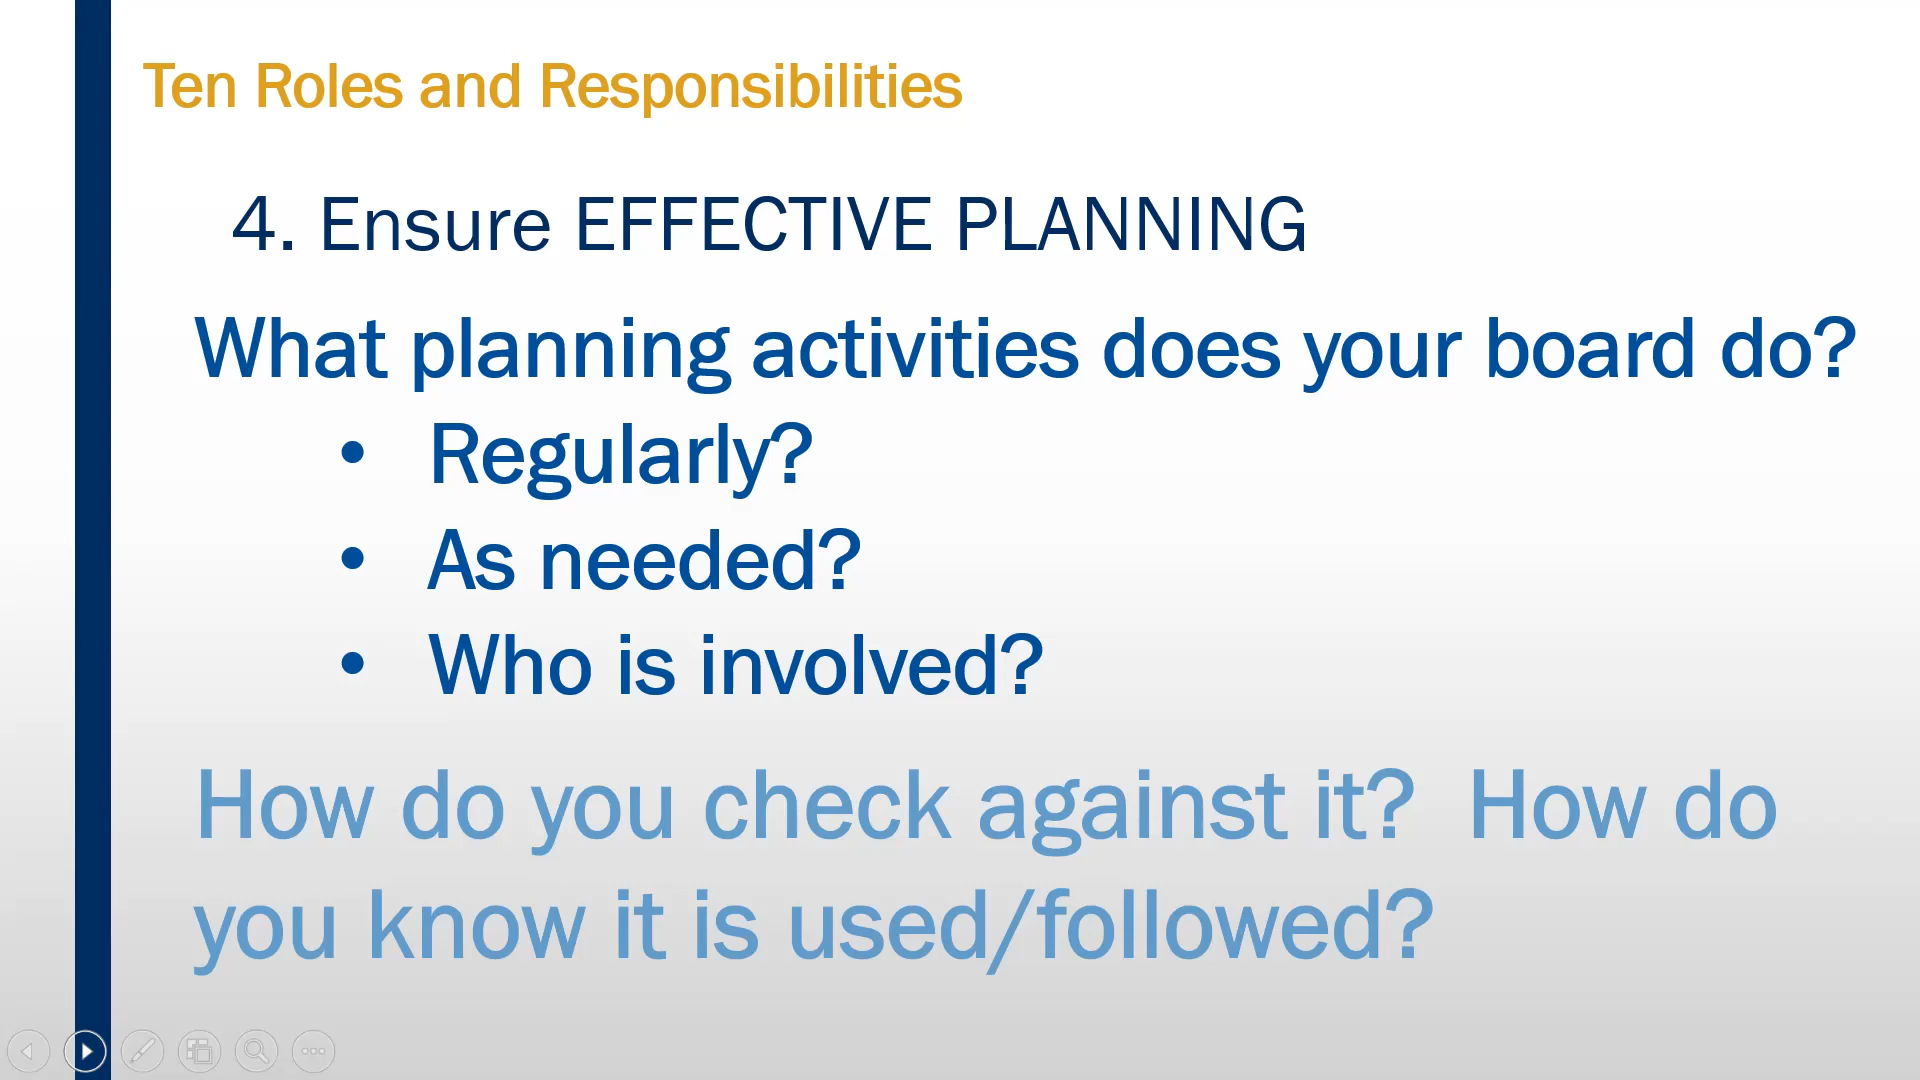 Ten Roles and Responsibilities
4. Ensure EFFECTIVE PLANNING
What planning activities does your board do?
• Regularly?
• As needed?
• Who is involved?
How do you check against it?  How do
you know it is used/followed?